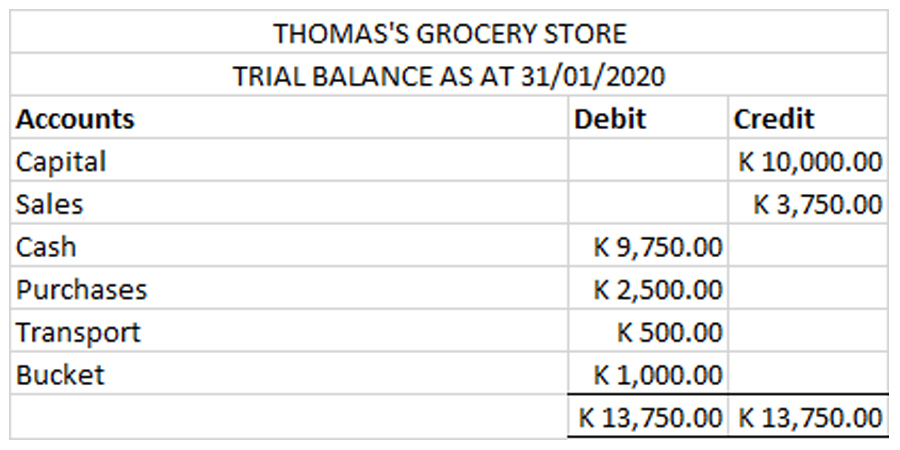 THOMAS'S GROCERY STORE
TRIAL BALANCE AS AT 31/01/2020
Accounts Debit Credit
Capital K 10,000.00
Sales K 3,750.00
Cash K 9,750.00
Purchases K 2,500.00
Transport K 500.00
Bucket K 1,000.00
K 13,750.00 K 13,750.00